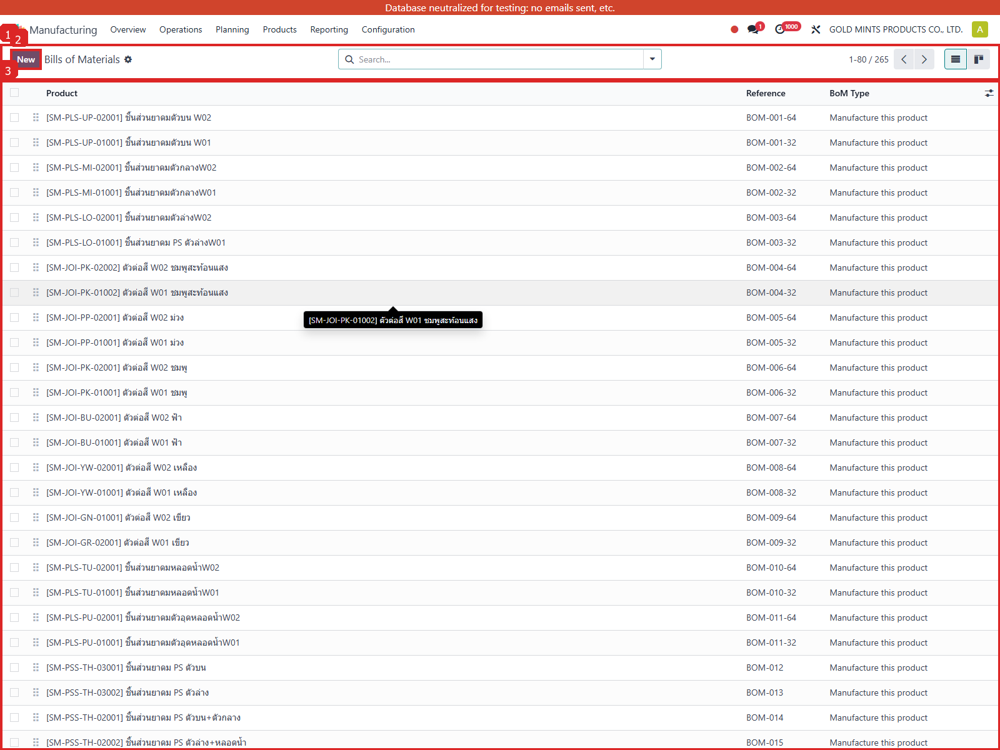 Database neutralized for testing: no emails sent, etc.
1
2
Manufacturing Overview Operations Planning Products Reporting Configuration 1 1000 GOLD MINTS PRODUCTS CO., LTD. A
3
New Bills of Materials Search... 1-80 / 265
Product Reference BoM Type
[SM-PLS-UP-02001] ชิ้นส่วนยาดมตัวบน W02 BOM-001-64 Manufacture this product
[SM-PLS-UP-01001] ชิ้นส่วนยาดมตัวบน W01 BOM-001-32 Manufacture this product
[SM-PLS-MI-02001] ชิ้นส่วนยาดมตัวกลางW02 BOM-002-64 Manufacture this product
[SM-PLS-MI-01001] ชิ้นส่วนยาดมตัวกลางW01 BOM-002-32 Manufacture this product
[SM-PLS-LO-02001] ชิ้นส่วนยาดมตัวล่างW02 BOM-003-64 Manufacture this product
[SM-PLS-LO-01001] ชิ้นส่วนยาดม PS ตัวล่างW01 BOM-003-32 Manufacture this product
[SM-JOI-PK-02002] ตัวต่อสี W02 ชมพูสะท้อนแสง BOM-004-64 Manufacture this product
[SM-JOI-PK-01002] ตัวต่อสี W01 ชมพูสะท้อนแสง BOM-004-32 Manufacture this product
[SM-JOI-PP-02001] ตัวต่อสี W02 ม่วง BOM-005-64 Manufacture this product
[SM-JOI-PK-01002] ตัวต่อสี W01 ชมพูสะท้อนแสง
[SM-JOI-PP-01001] ตัวต่อสี W01 ม่วง BOM-005-32 Manufacture this product
[SM-JOI-PK-02001] ตัวต่อสี W02 ชมพู BOM-006-64 Manufacture this product
[SM-JOI-PK-01001] ตัวต่อสี W01 ชมพู BOM-006-32 Manufacture this product
[SM-JOI-BU-02001] ตัวต่อสี W02 ฟ้า BOM-007-64 Manufacture this product
[SM-JOI-BU-01001] ตัวต่อสี W01 ฟ้า BOM-007-32 Manufacture this product
[SM-JOI-YW-02001] ตัวต่อสี W02 เหลือง BOM-008-64 Manufacture this product
[SM-JOI-YW-01001] ตัวต่อสี W01 เหลือง BOM-008-32 Manufacture this product
[SM-JOI-GN-01001] ตัวต่อสี W02 เขียว BOM-009-64 Manufacture this product
[SM-JOI-GR-02001] ตัวต่อสี W01 เขียว BOM-009-32 Manufacture this product
[SM-PLS-TU-02001] ชิ้นส่วนยาดมหลอดน้ำW02 BOM-010-64 Manufacture this product
[SM-PLS-TU-01001] ชิ้นส่วนยาดมหลอดน้ำW01 BOM-010-32 Manufacture this product
[SM-PLS-PU-02001] ชิ้นส่วนยาดมตัวอุดหลอดน้ำW02 BOM-011-64 Manufacture this product
[SM-PLS-PU-01001] ชิ้นส่วนยาดมตัวอุดหลอดน้ำW01 BOM-011-32 Manufacture this product
[SM-PSS-TH-03001] ชิ้นส่วนยาดม PS ตัวบน BOM-012 Manufacture this product
[SM-PSS-TH-03002] ชิ้นส่วนยาดม PS ตัวล่าง BOM-013 Manufacture this product
[SM-PSS-TH-02001] ชิ้นส่วนยาดม PS ตัวบน+ตัวกลาง BOM-014 Manufacture this product
[SM-PSS-TH-02002] ชิ้นส่วนยาดม PS ตัวล่าง+หลอดน้ำ BOM-015 Manufacture this product